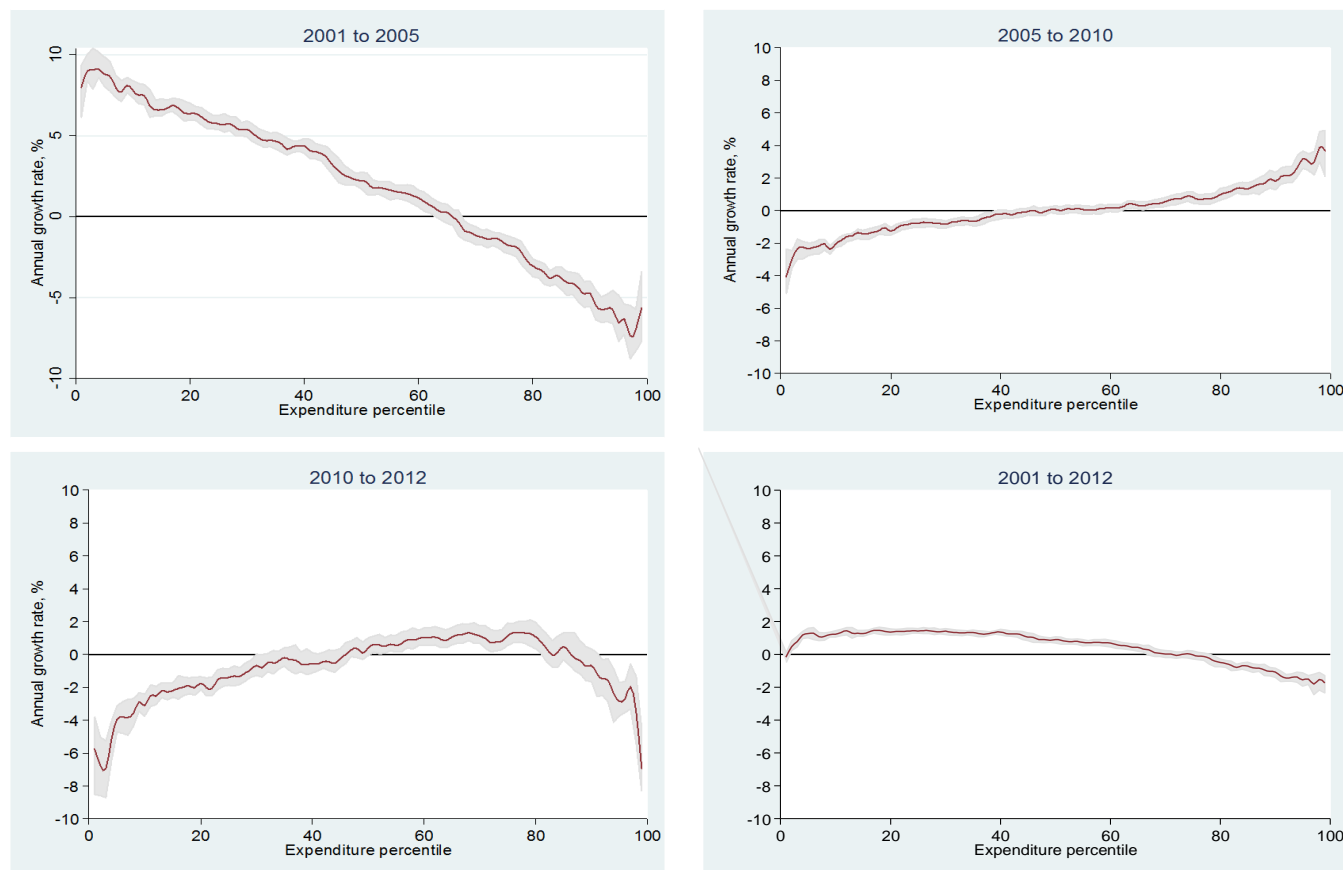 2001 to 2005
Annual growth rate, %
10
5
0
-5
-10
0 20 40 60 80 100
Expenditure percentile
2005 to 2010
Annual growth rate, %
10
8
6
4
2
0
-2
-4
-6
-8
-10
0 20 40 60 80 100
Expenditure percentile
2010 to 2012
Annual growth rate, %
10
8
6
4
2
0
-2
-4
-6
-8
-10
0 20 40 60 80 100
Expenditure percentile
2001 to 2012
10
8
6
4
2
0
-2
-4
-6
-8
-10
0 20 40 60 80 100
Expenditure percentile